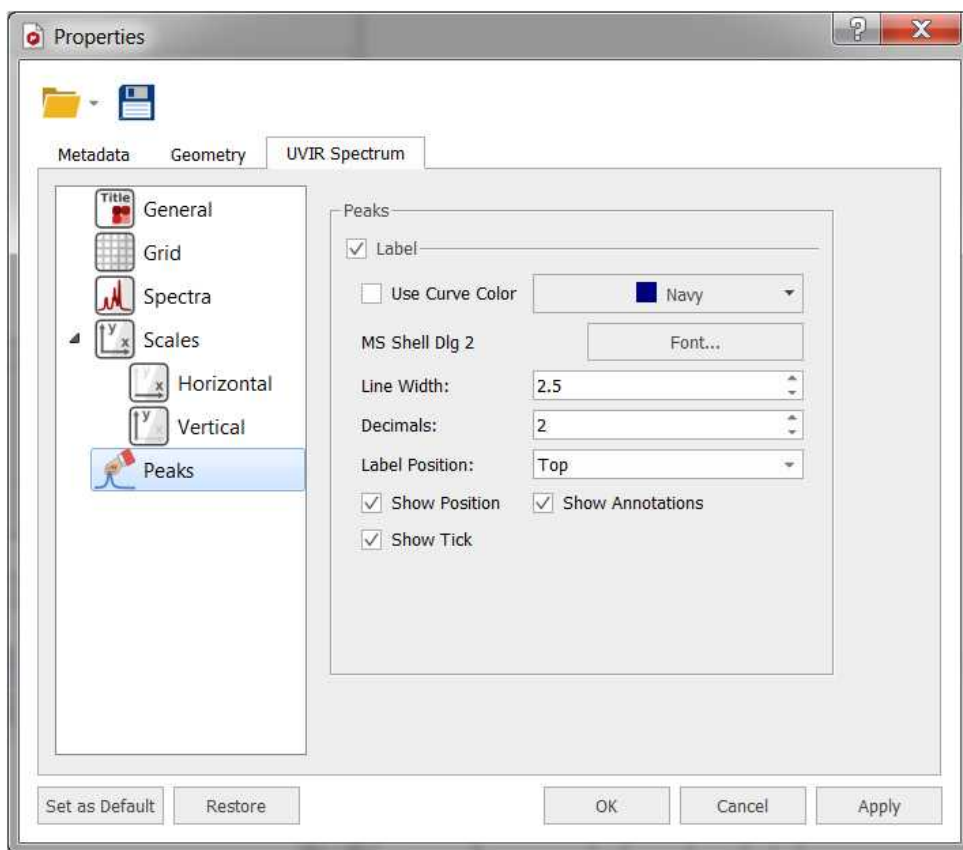 Properties
Metadata Geometry UVIR Spectrum
Title
General
Grid
Spectra
y x
Scales
x
Horizontal
y x
Vertical
Peaks
Peaks
Label
Use Curve Color Navy
MS Shell Dlg 2 Font...
Line Width: 2.5
Decimals: 2
Label Position: Top
Show Position Show Annotations
Show Tick
Set as Default Restore OK Cancel Apply